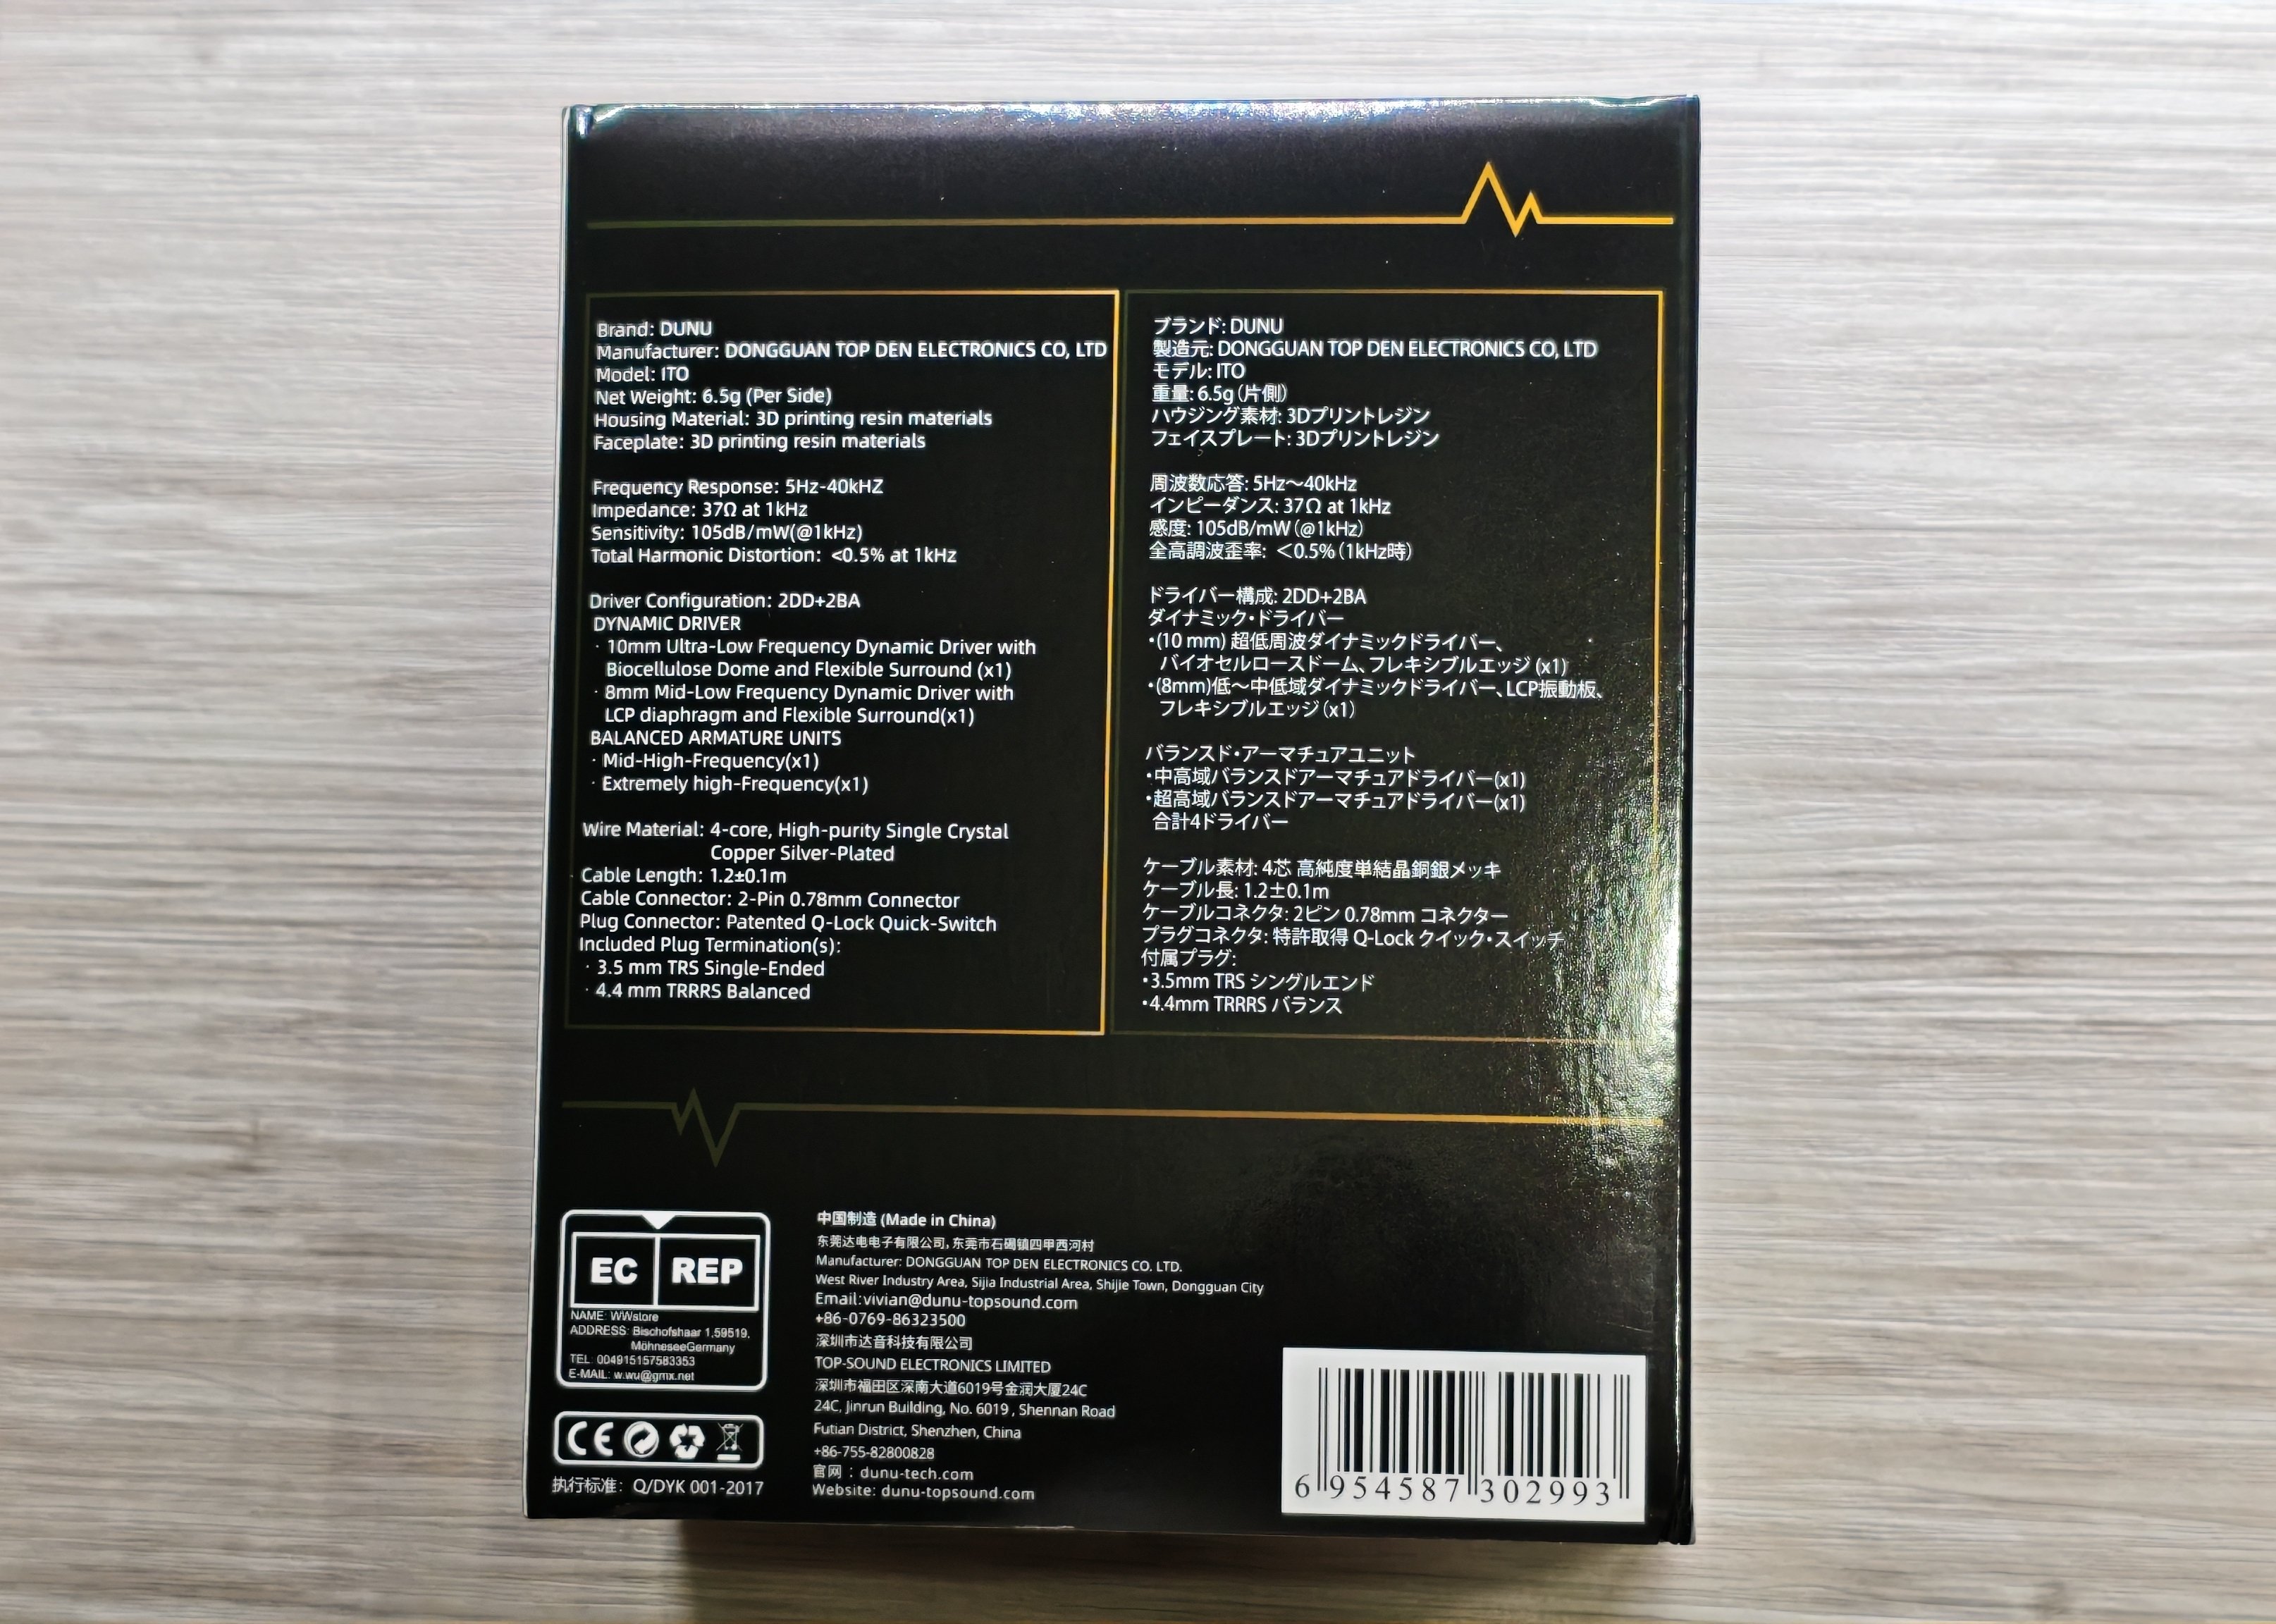 Brand: DUNU
Manufacturer: DONGGUAN TOP DEN ELECTRONICS CO, LTD
Model: ITO
Net Weight: 6.5g (Per Side)
Housing Material: 3D printing resin materials
Faceplate: 3D printing resin materials
Frequency Response: 5Hz-40kHZ
Impedance: 37Ω at 1kHz
Sensitivity: 105dB/mW(@1kHz)
Total Harmonic Distortion: <0.5% at 1kHz
Driver Configuration: 2DD+2BA
DYNAMIC DRIVER
· 10mm Ultra-Low Frequency Dynamic Driver with
Biocellulose Dome and Flexible Surround (x1)
· 8mm Mid-Low Frequency Dynamic Driver with
LCP diaphragm and Flexible Surround(x1)
BALANCED ARMATURE UNITS
· Mid-High-Frequency(x1)
· Extremely high-Frequency(x1)
Wire Material: 4-core, High-purity Single Crystal
Copper Silver-Plated
Cable Length: 1.2±0.1m
Cable Connector: 2-Pin 0.78mm Connector
Plug Connector: Patented Q-Lock Quick-Switch
Included Plug Termination(s):
· 3.5 mm TRS Single-Ended
· 4.4 mm TRRRS Balanced
ブランド: DUNU
製造元: DONGGUAN TOP DEN ELECTRONICS CO, LTD
モデル: ITO
重量: 6.5g (片側)
ハウジング素材: 3Dプリントレジン
フェイスプレート: 3Dプリントレジン
周波数応答: 5Hz～40kHz
インピーダンス: 37Ω at 1kHz
感度: 105dB/mW (@1kHz)
全高調波歪率: ＜0.5% (1kHz時)
ドライバー構成: 2DD+2BA
ダイナミック・ドライバー
・(10 mm) 超低周波ダイナミックドライバー、
バイオセルロースドーム、フレキシブルエッジ (x1)
・(8mm)低～中低域ダイナミックドライバー、LCP振動板、
フレキシブルエッジ (x1)
バランスド・アーマチュアユニット
・中高域バランスドアーマチュアドライバー(x1)
・超高域バランスドアーマチュアドライバー(x1)
合計4ドライバー
ケーブル素材: 4芯 高純度単結晶銅銀メッキ
ケーブル長: 1.2±0.1m
ケーブルコネクタ: 2ピン 0.78mm コネクター
プラグコネクタ: 特許取得 Q-Lock クイック・スイッチ
付属プラグ:
・3.5mm TRS シングルエンド
・4.4mm TRRRS バランス
EC REP
NAME: WWstore
ADDRESS: Bischofshaar 1,59519,
MöhneseeGermany
TEL: 004915157583353
E-MAIL: w.wu@gmx.net
CE
执行标准: Q/DYK 001-2017
中国制造 (Made in China)
东莞达电电子有限公司, 东莞市石碣镇四甲西河村
Manufacturer: DONGGUAN TOP DEN ELECTRONICS CO. LTD.
West River Industry Area, Sijia Industrial Area, Shijie Town, Dongguan City
Email:vivian@dunu-topsound.com
+86-0769-86323500
深圳市达音科技有限公司
TOP-SOUND ELECTRONICS LIMITED
深圳市福田区深南大道6019号金润大厦24C
24C, Jinrun Building, No. 6019 , Shennan Road
Futian District, Shenzhen, China
+86-755-82800828
官网 : dunu-tech.com
Website: dunu-topsound.com
6 954587 302993